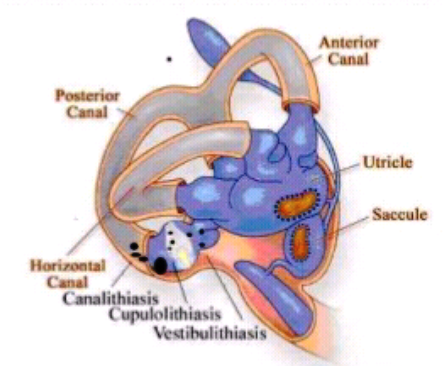 Anterior
Canal
Posterior
Canal
Utricle
Saccule
Horizontal
Canal
Canalithiasis
Cupulolithiasis
Vestibulithiasis